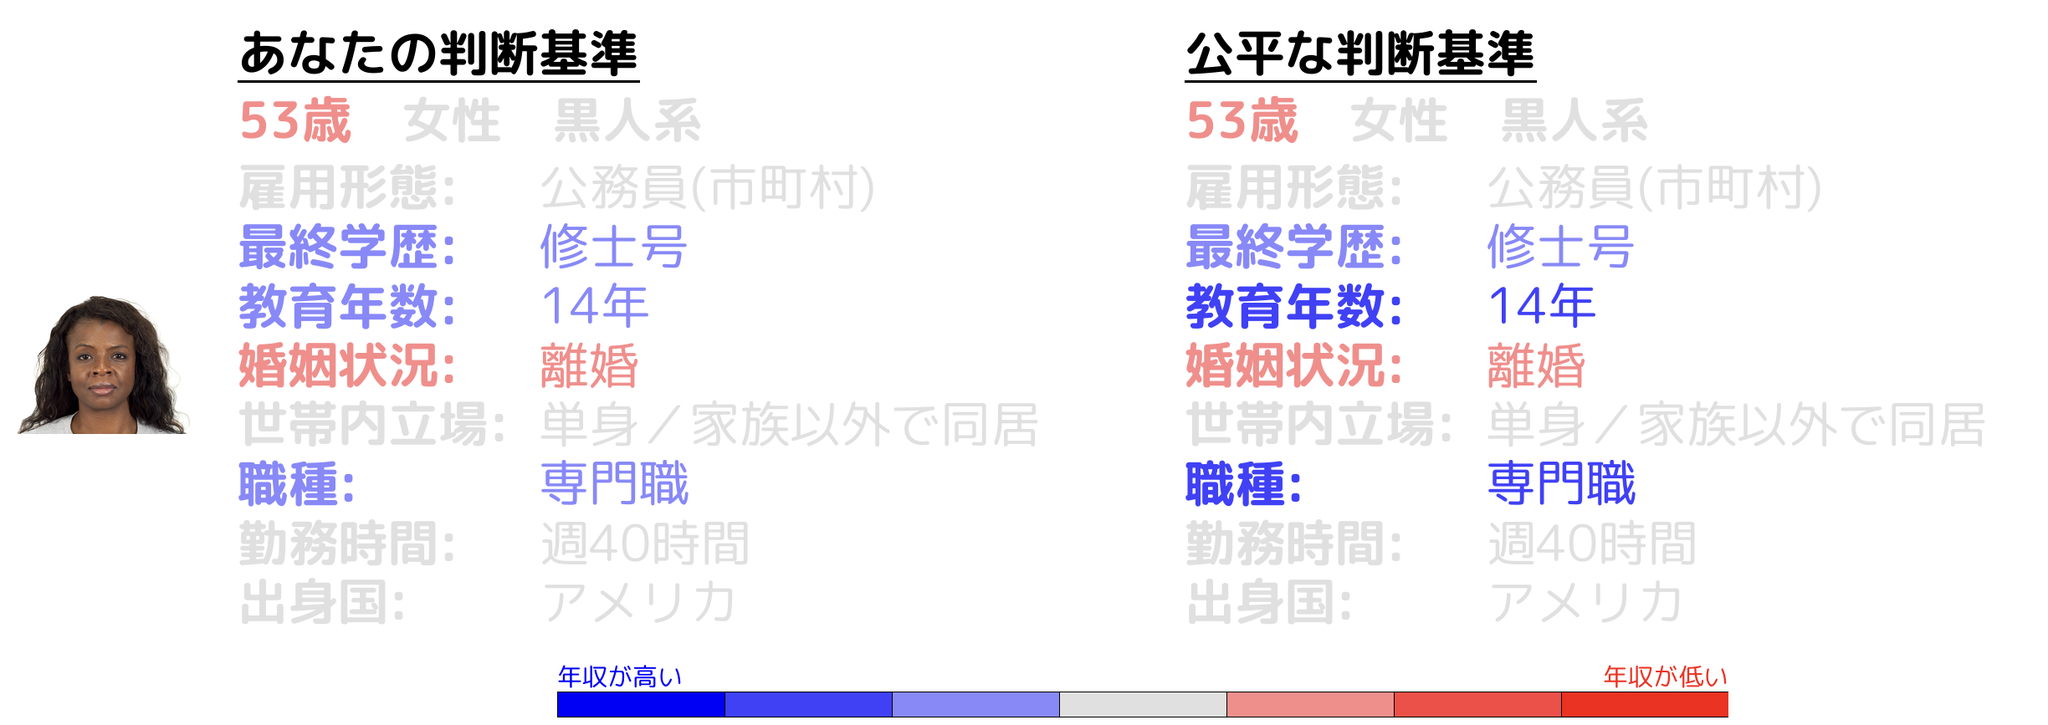 あなたの判断基準
53歳 女性 黒人系
雇用形態: 公務員(市町村)
最終学歴: 修士号
教育年数: 14年
婚姻状況: 離婚
世帯内立場: 単身／家族以外で同居
職種: 専門職
勤務時間: 週40時間
出身国: アメリカ
公平な判断基準
53歳 女性 黒人系
雇用形態: 公務員(市町村)
最終学歴: 修士号
教育年数: 14年
婚姻状況: 離婚
世帯内立場: 単身／家族以外で同居
職種: 専門職
勤務時間: 週40時間
出身国: アメリカ
年収が高い
年収が低い